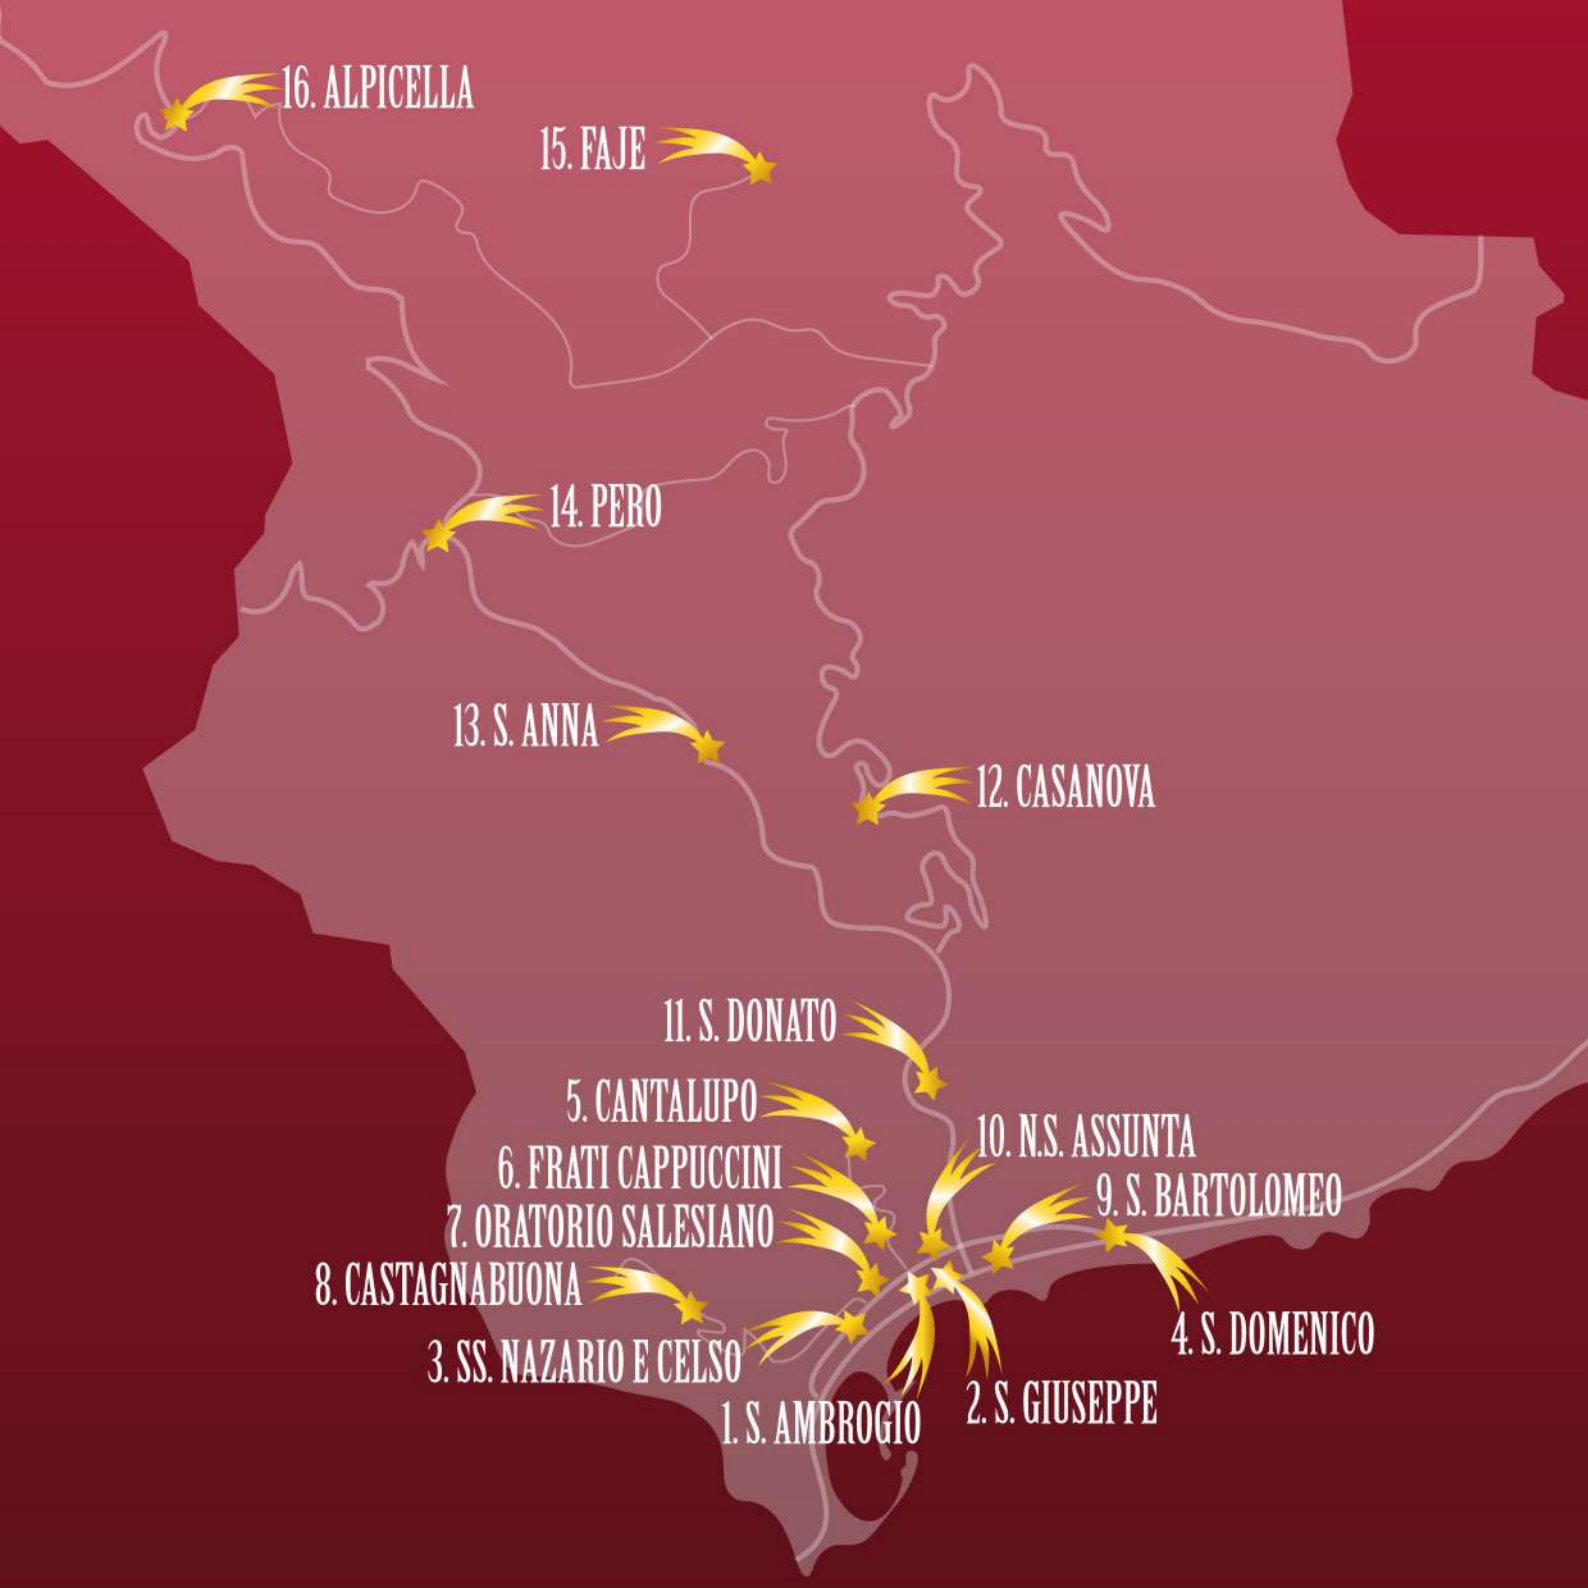 16. ALPICELLA
15. FAJE
14. PERO
13. S. ANNA
12. CASANOVA
11. S. DONATO
5. CANTALUPO
10. N.S. ASSUNTA
6. FRATI CAPPUCCINI
9. S. BARTOLOMEO
7. ORATORIO SALESIANO
8. CASTAGNABUONA
4. S. DOMENICO
3. SS. NAZARIO E CELSO
2. S. GIUSEPPE
1. S. AMBROGIO